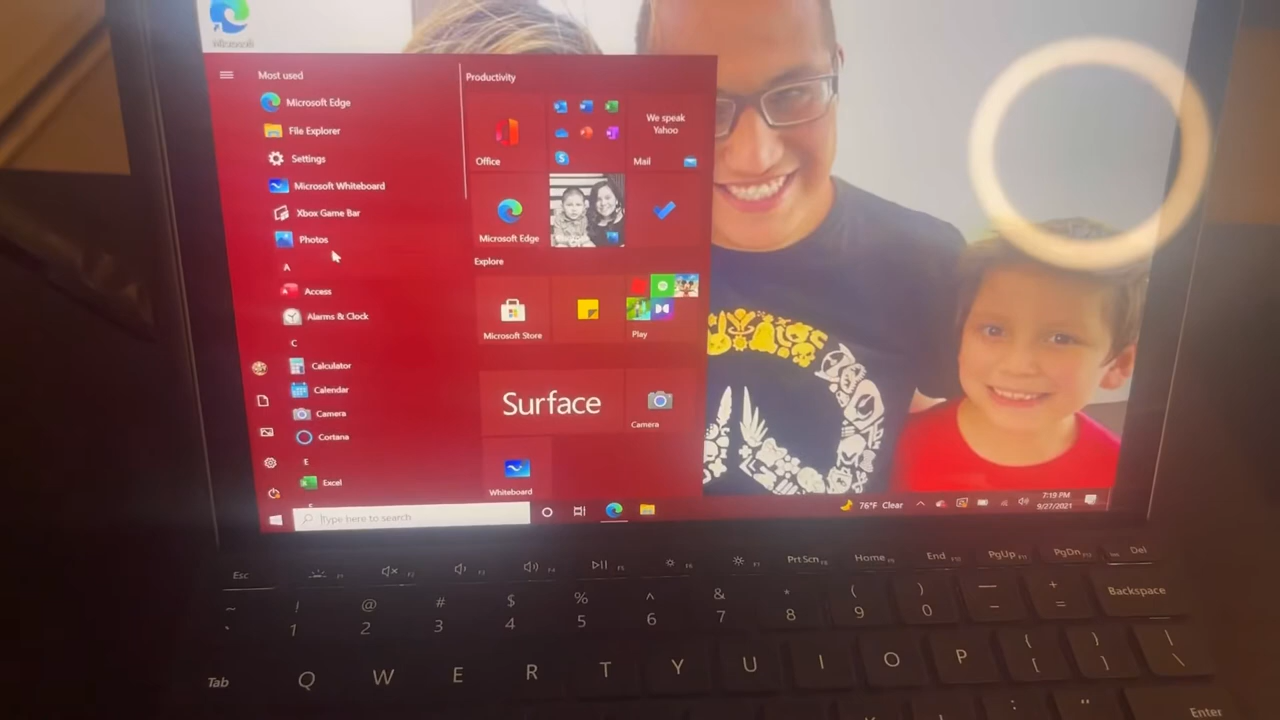 Microsoft
Most used
Microsoft Edge
File Explorer
Settings
Microsoft Whiteboard
Xbox Game Bar
Photos
A
Access
Alarms & Clock
C
Calculator
Calendar
Camera
Cortana
E
Excel
Productivity
Office
We speak
Yahoo
Mail
Microsoft Edge
Explore
Microsoft Store
Play
Surface
Camera
Whiteboard
Type here to search
76°F Clear
7:19 PM
9/27/2021
Esc
PrtScn
Home
End
PgUp
PgDn
Del
~ ! @ # $ % ^ & * ( ) — +
` 1 2 3 4 5 6 7 8 9 0 - =
Backspace
Tab Q W E R T Y U I O P { [ } ] | \
: "
Enter